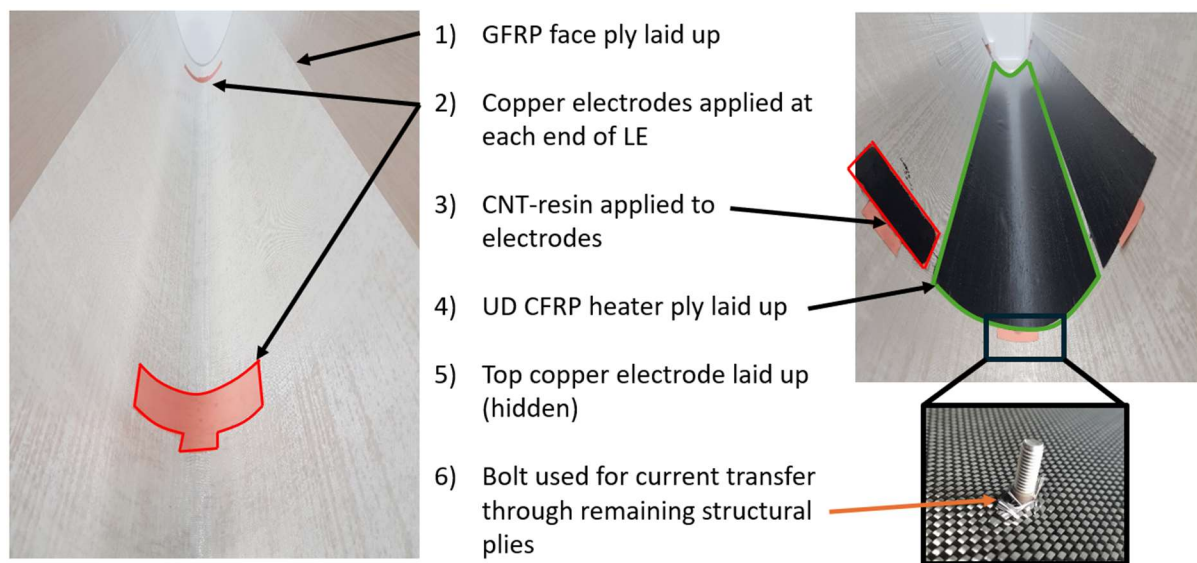 1) GFRP face ply laid up
2) Copper electrodes applied at
each end of LE
3) CNT-resin applied to
electrodes
4) UD CFRP heater ply laid up
5) Top copper electrode laid up
(hidden)
6) Bolt used for current transfer
through remaining structural
plies